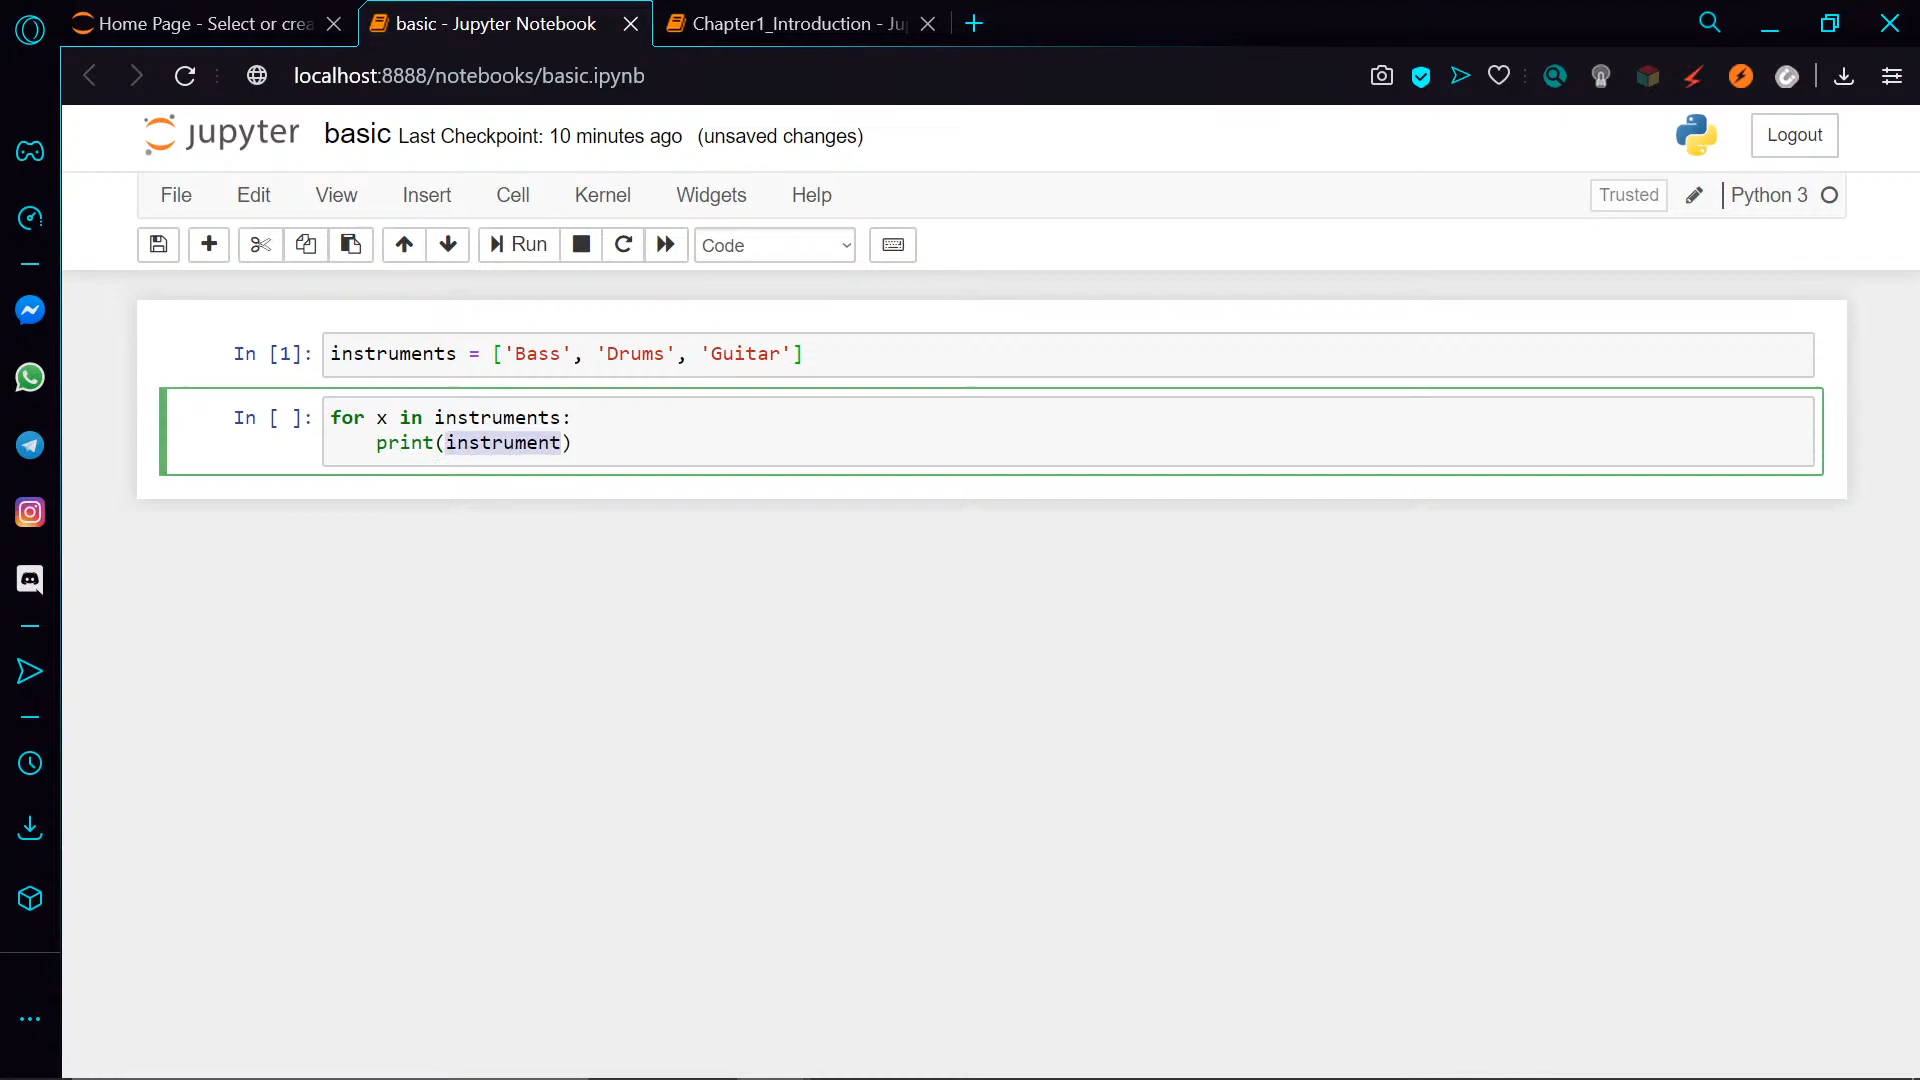 Home Page - Select or crea
basic - Jupyter Notebook
Chapter1_Introduction - Ju
localhost:8888/notebooks/basic.ipynb
jupyter basic Last Checkpoint: 10 minutes ago (unsaved changes)
Logout
File Edit View Insert Cell Kernel Widgets Help
Trusted
Python 3
Run
Code
In [1]: instruments = ['Bass', 'Drums', 'Guitar']
In [ ]: for x in instruments:
print(instrument)